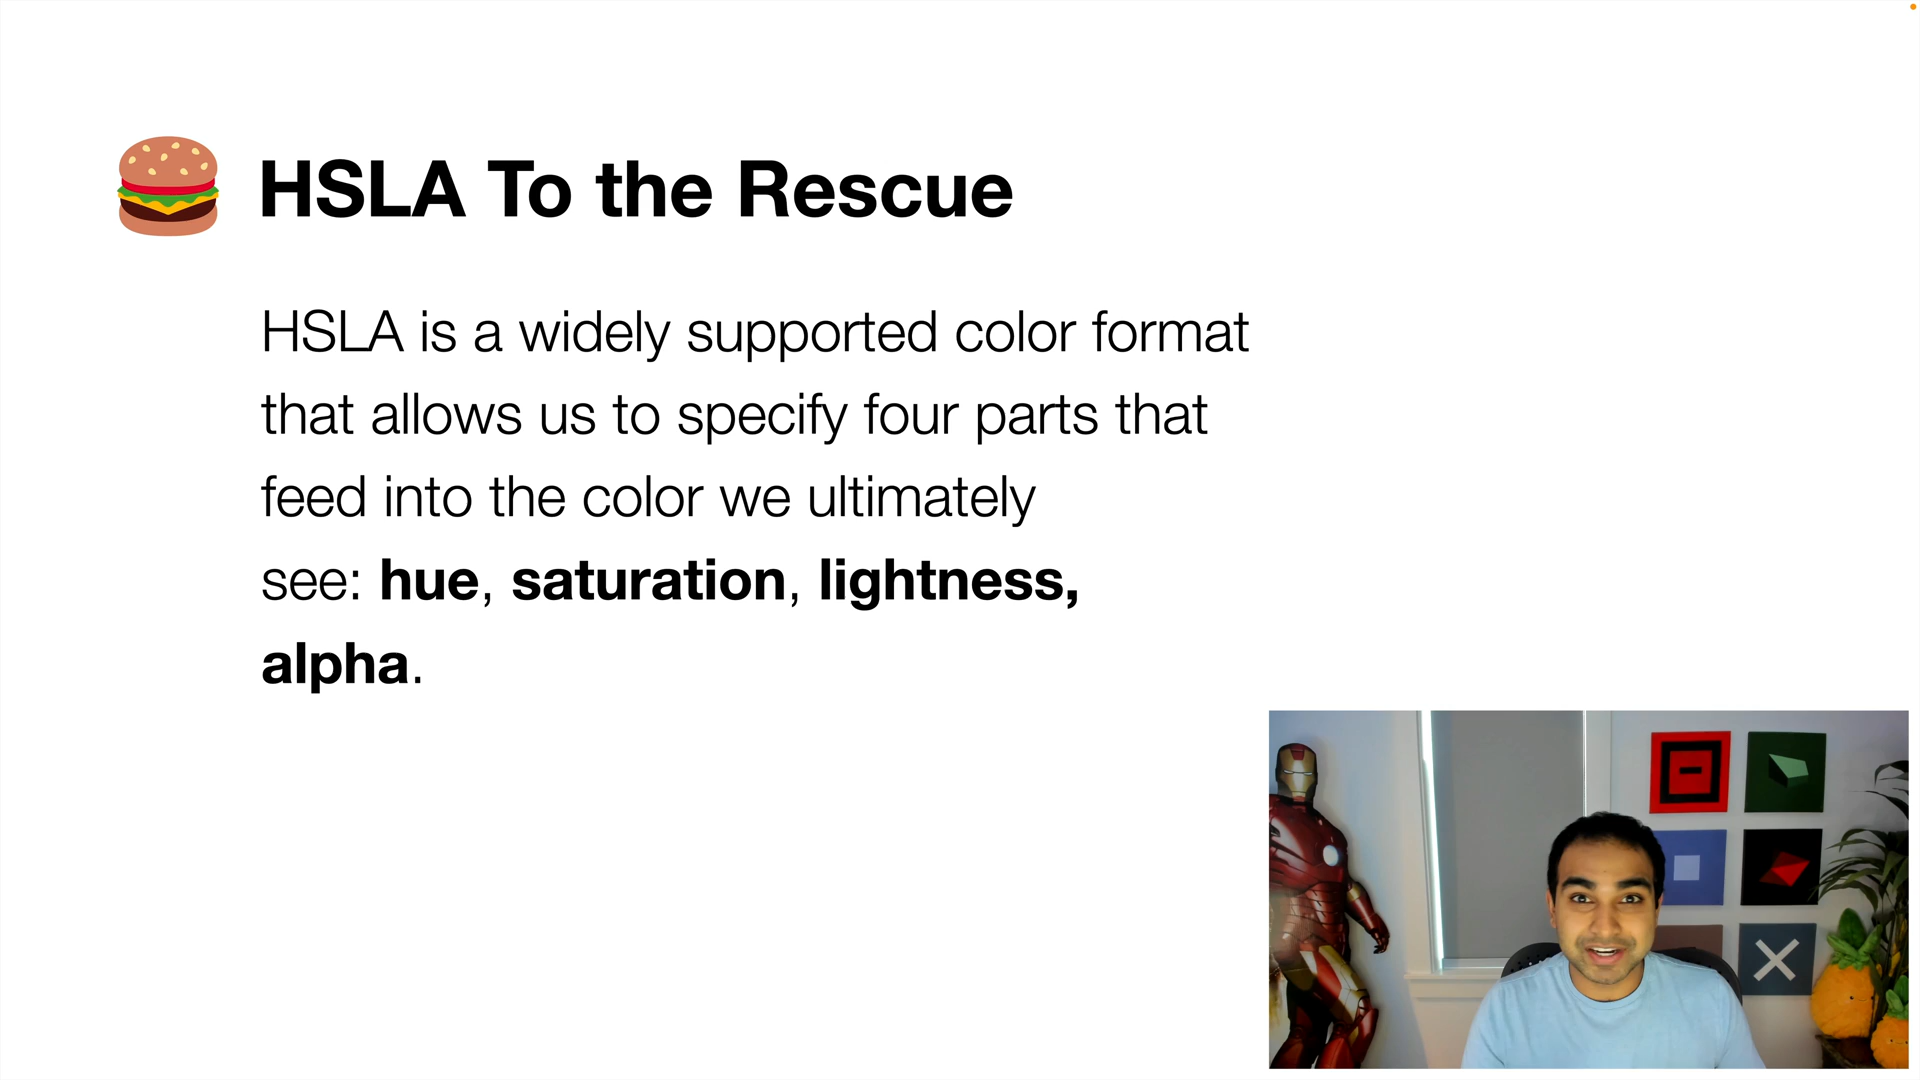 HSLA To the Rescue
HSLA is a widely supported color format
that allows us to specify four parts that
feed into the color we ultimately
see: hue, saturation, lightness,
alpha.